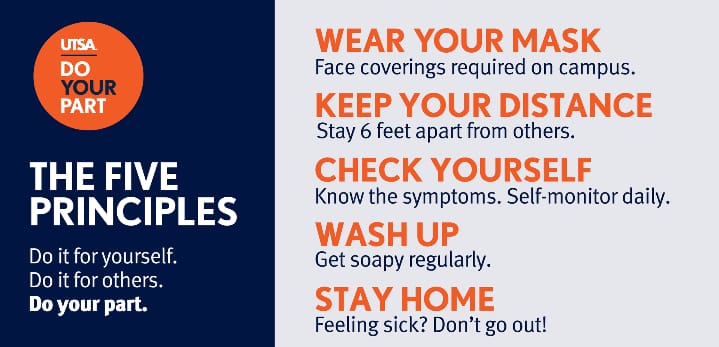 UTSA
DO
YOUR
PART
THE FIVE
PRINCIPLES
Do it for yourself.
Do it for others.
Do your part.
WEAR YOUR MASK
Face coverings required on campus.
KEEP YOUR DISTANCE
Stay 6 feet apart from others.
CHECK YOURSELF
Know the symptoms. Self-monitor daily.
WASH UP
Get soapy regularly.
STAY HOME
Feeling sick? Don't go out!